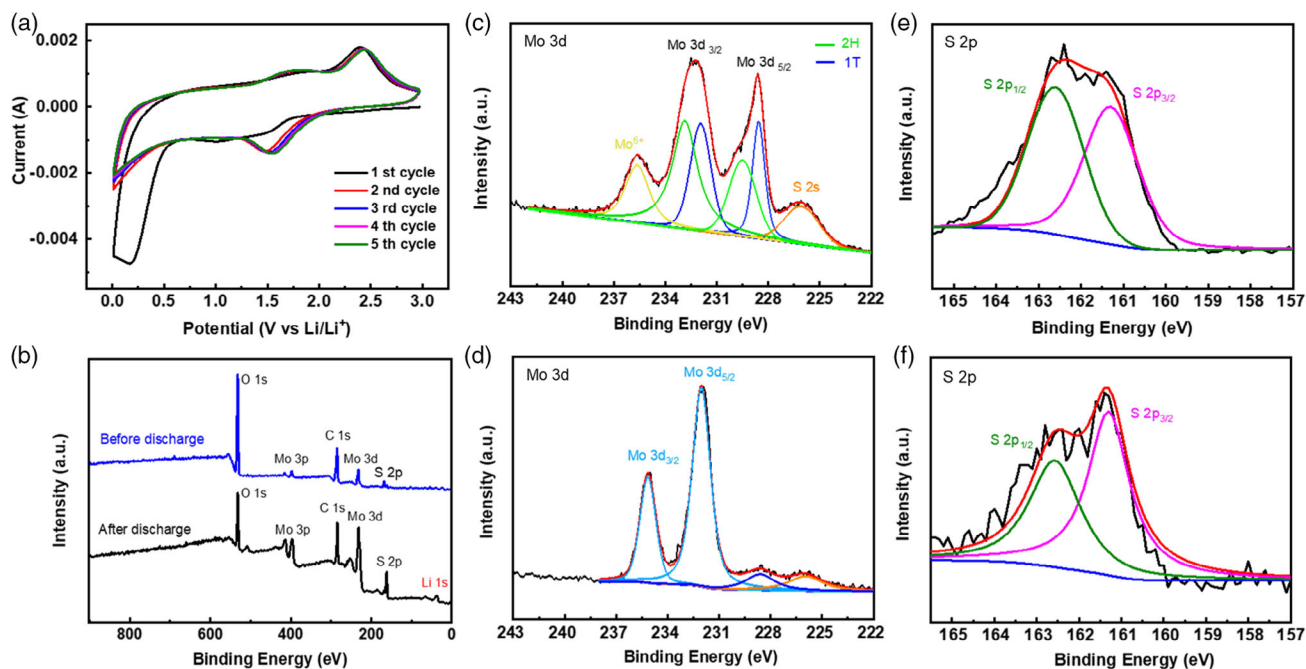 (a)
0.002
0.000
-0.002
-0.004
Current (A)
1 st cycle
2 nd cycle
3 rd cycle
4 th cycle
5 th cycle
0.0 0.5 1.0 1.5 2.0 2.5 3.0
Potential (V vs Li/Li⁺)
(b)
Intensity (a.u.)
O 1s
Before discharge
C 1s
Mo 3p
Mo 3d
S 2p
O 1s
After discharge
Mo 3p
C 1s
Mo 3d
S 2p
Li 1s
800 600 400 200 0
Binding Energy (eV)
(c)
Mo 3d
Intensity (a.u.)
Mo 3d 3/2
Mo 3d 5/2
2H
1T
Mo⁶⁺
S 2s
243 240 237 234 231 228 225 222
Binding Energy (eV)
(d)
Mo 3d
Intensity (a.u.)
Mo 3d5/2
Mo 3d3/2
243 240 237 234 231 228 225 222
Binding Energy (eV)
(e)
S 2p
Intensity (a.u.)
S 2p1/2
S 2p3/2
165 164 163 162 161 160 159 158 157
Binding Energy (eV)
(f)
S 2p
Intensity (a.u.)
S 2p1/2
S 2p3/2
165 164 163 162 161 160 159 158 157
Binding Energy (eV)